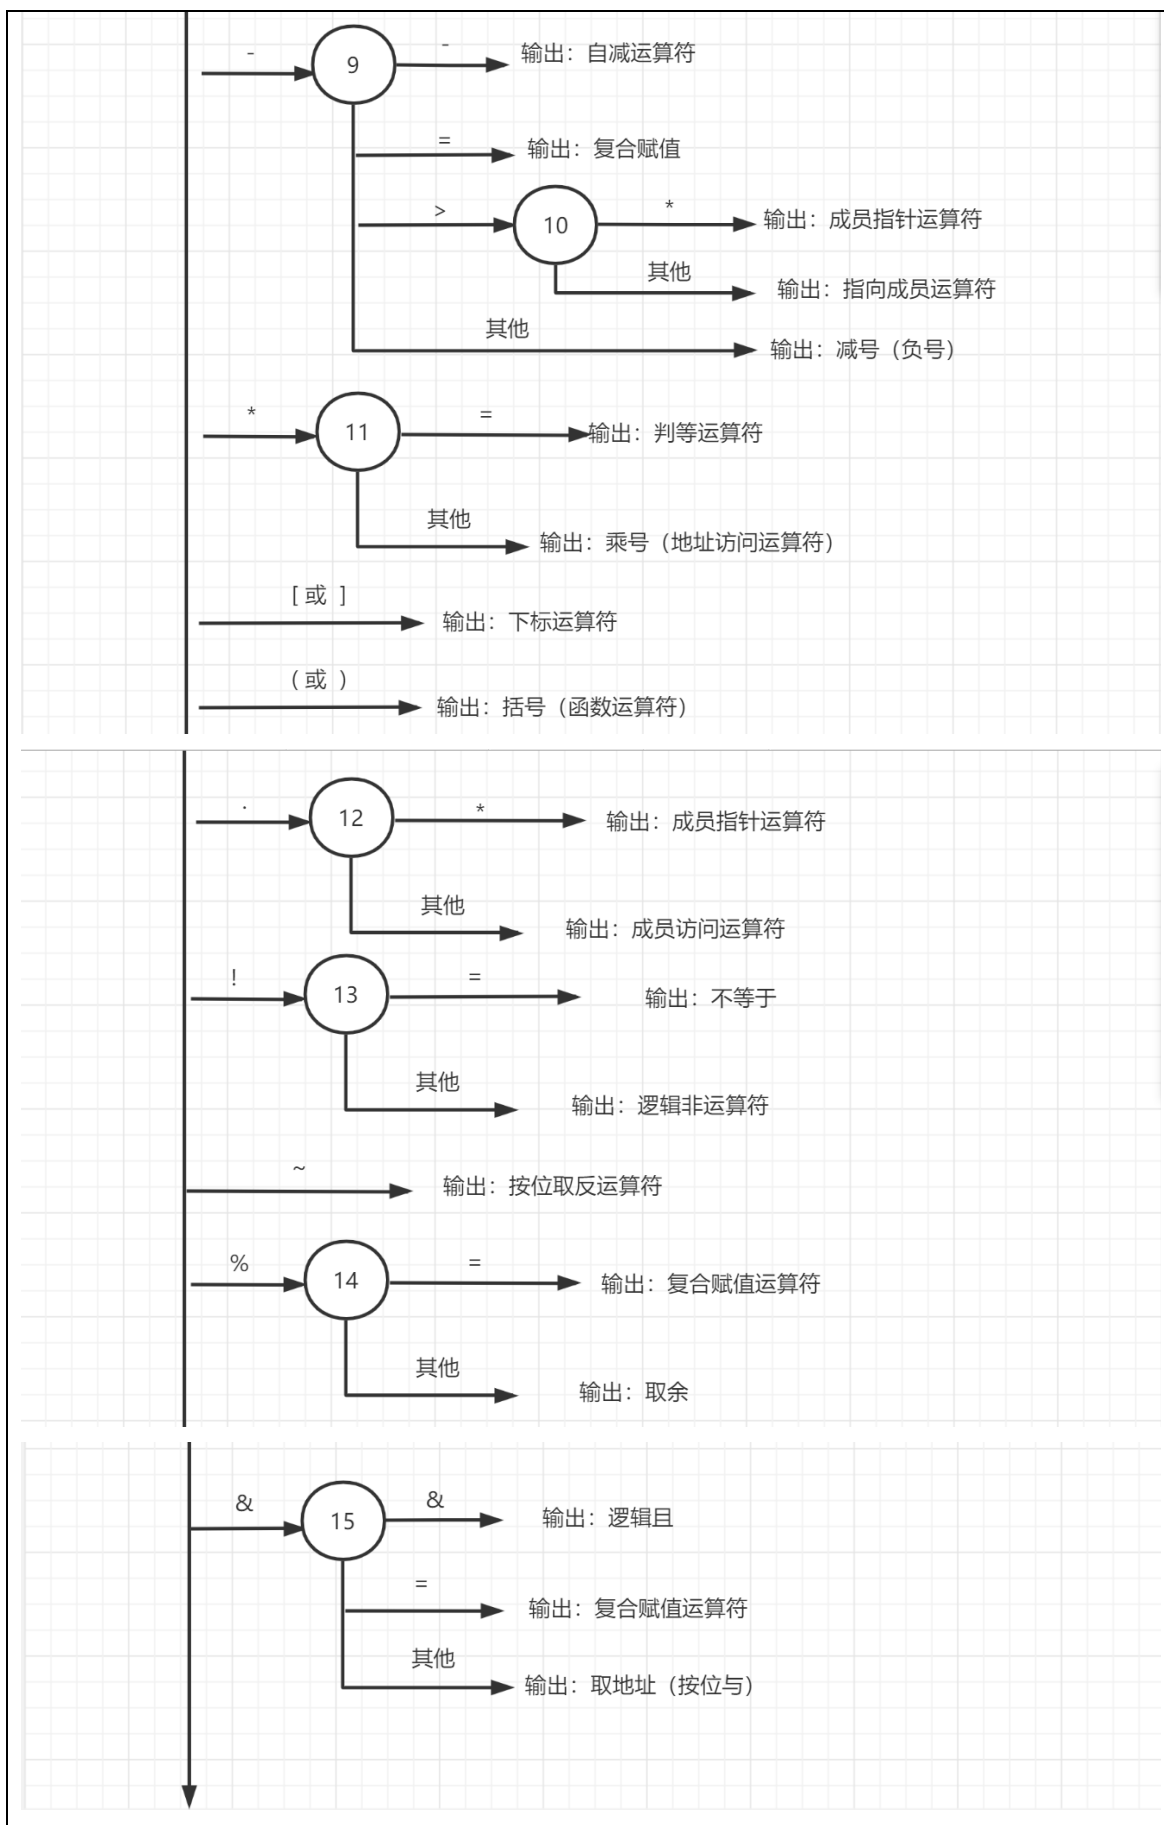 - 9 - 输出：自减运算符
= 输出：复合赋值
> 10 * 输出：成员指针运算符
其他 输出：指向成员运算符
其他 输出：减号（负号）
* 11 = 输出：判等运算符
其他 输出：乘号（地址访问运算符）
[ 或 ] 输出：下标运算符
( 或 ) 输出：括号（函数运算符）
. 12 * 输出：成员指针运算符
其他 输出：成员访问运算符
! 13 = 输出：不等于
其他 输出：逻辑非运算符
~ 输出：按位取反运算符
% 14 = 输出：复合赋值运算符
其他 输出：取余
& 15 & 输出：逻辑且
= 输出：复合赋值运算符
其他 输出：取地址（按位与）